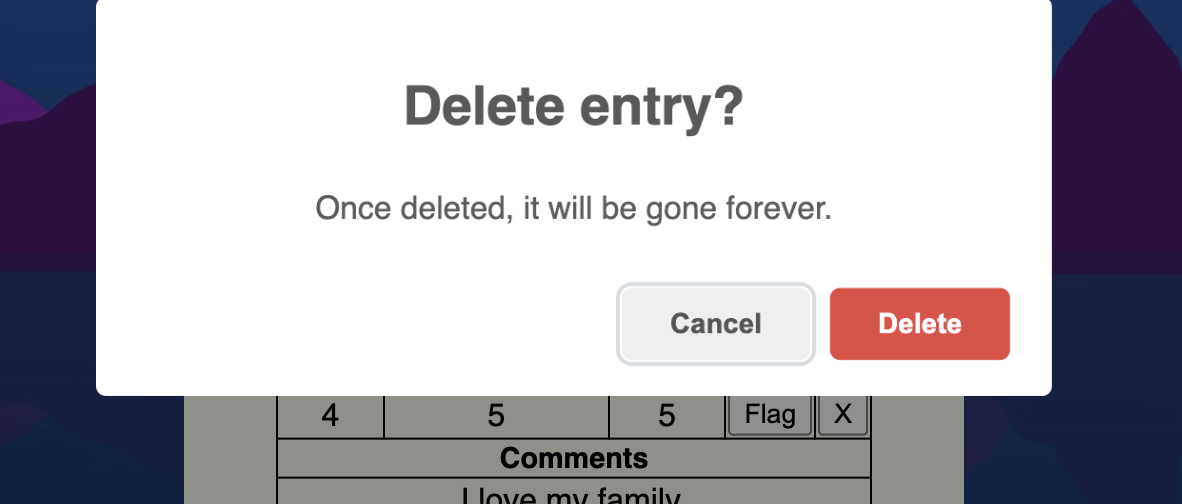 Delete entry?
Once deleted, it will be gone forever.
Cancel Delete
4 5 5 Flag X
Comments
I love my family